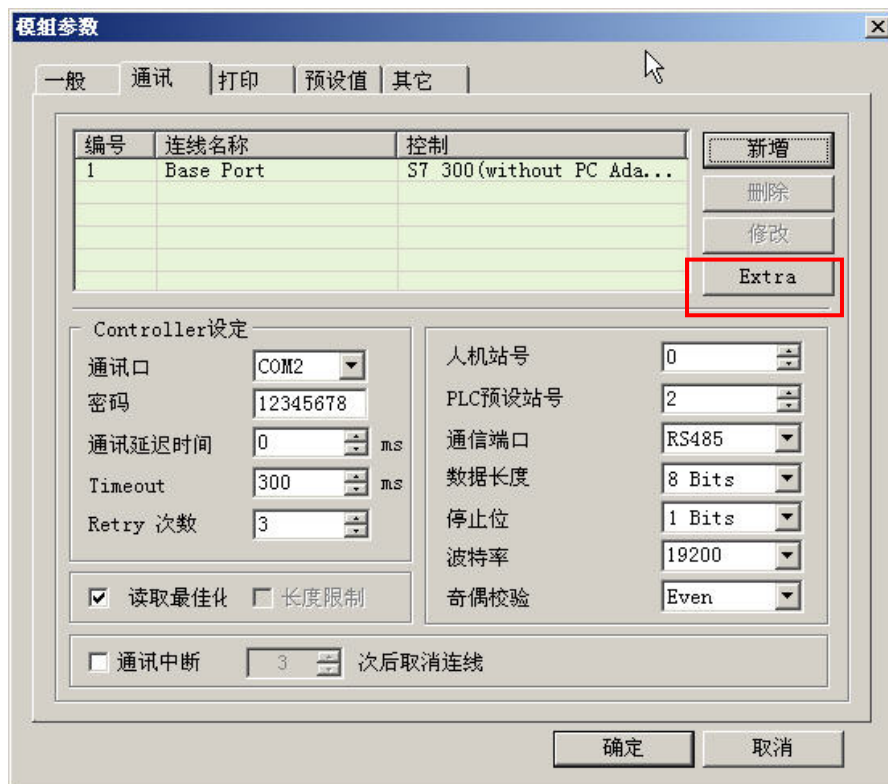 模组参数
一般 通讯 打印 预设值 其它
编号 连线名称 控制
1 Base Port S7 300(without PC Ada...
新增
删除
修改
Extra
Controller设定
通讯口 COM2
密码 12345678
通讯延迟时间 0 ms
Timeout 300 ms
Retry 次数 3
人机站号 0
PLC预设站号 2
通信端口 RS485
数据长度 8 Bits
停止位 1 Bits
波特率 19200
奇偶校验 Even
读取最佳化 长度限制
通讯中断 3 次后取消连线
确定 取消